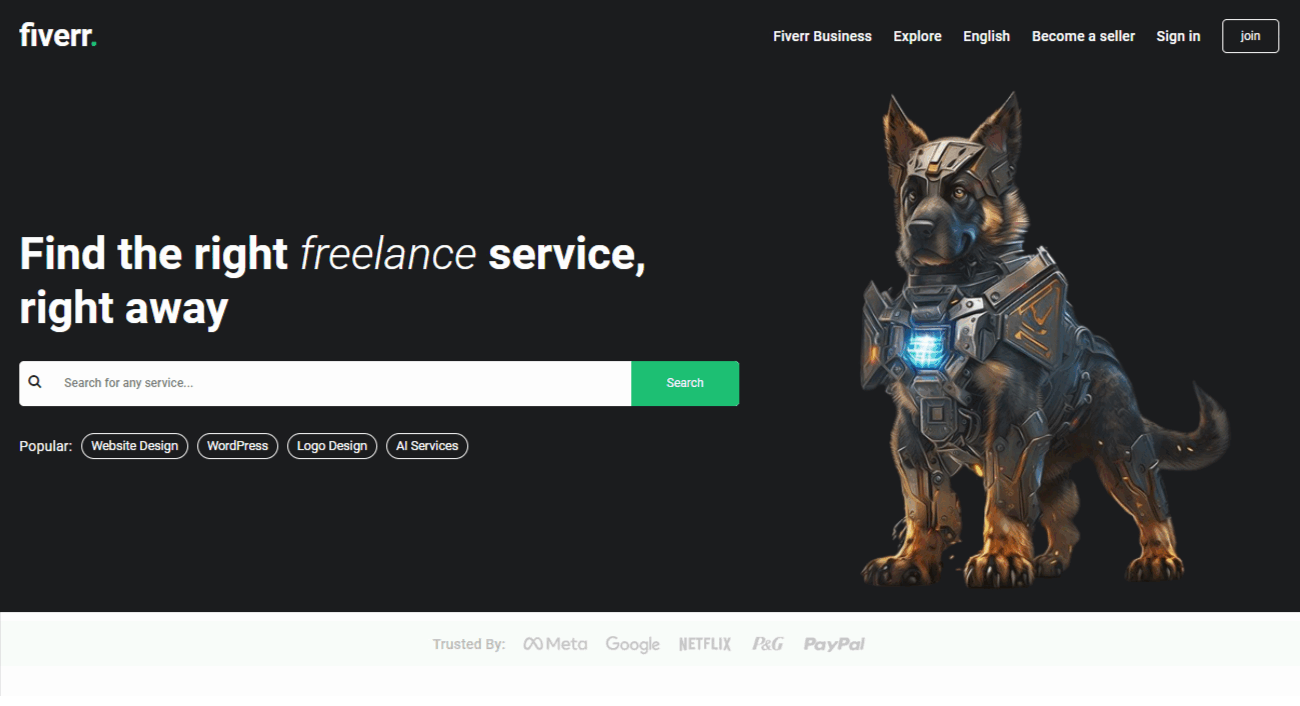 fiverr.
Fiverr Business Explore English Become a seller Sign in join
Find the right freelance service,
right away
Search for any service... Search
Popular: Website Design WordPress Logo Design AI Services
Trusted By: Meta Google NETFLIX P&G PayPal